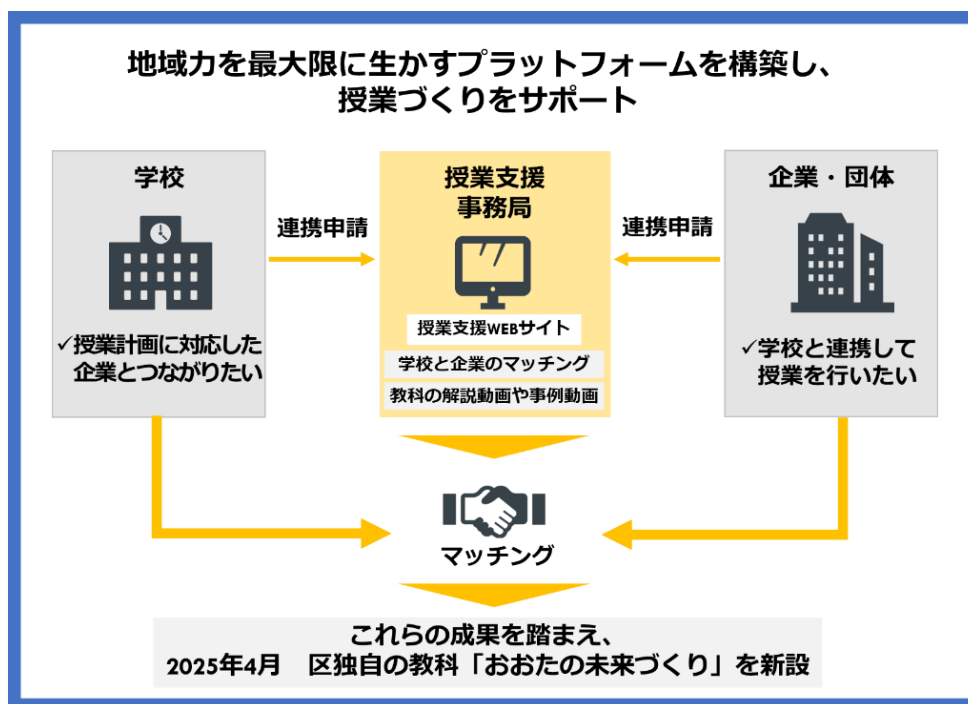 地域力を最大限に生かすプラットフォームを構築し、
授業づくりをサポート
学校
連携申請
✓授業計画に対応した
企業とつながりたい
授業支援
事務局
授業支援WEBサイト
学校と企業のマッチング
教科の解説動画や事例動画
企業・団体
連携申請
✓学校と連携して
授業を行いたい
マッチング
これらの成果を踏まえ、
2025年4月　区独自の教科「おおたの未来づくり」を新設